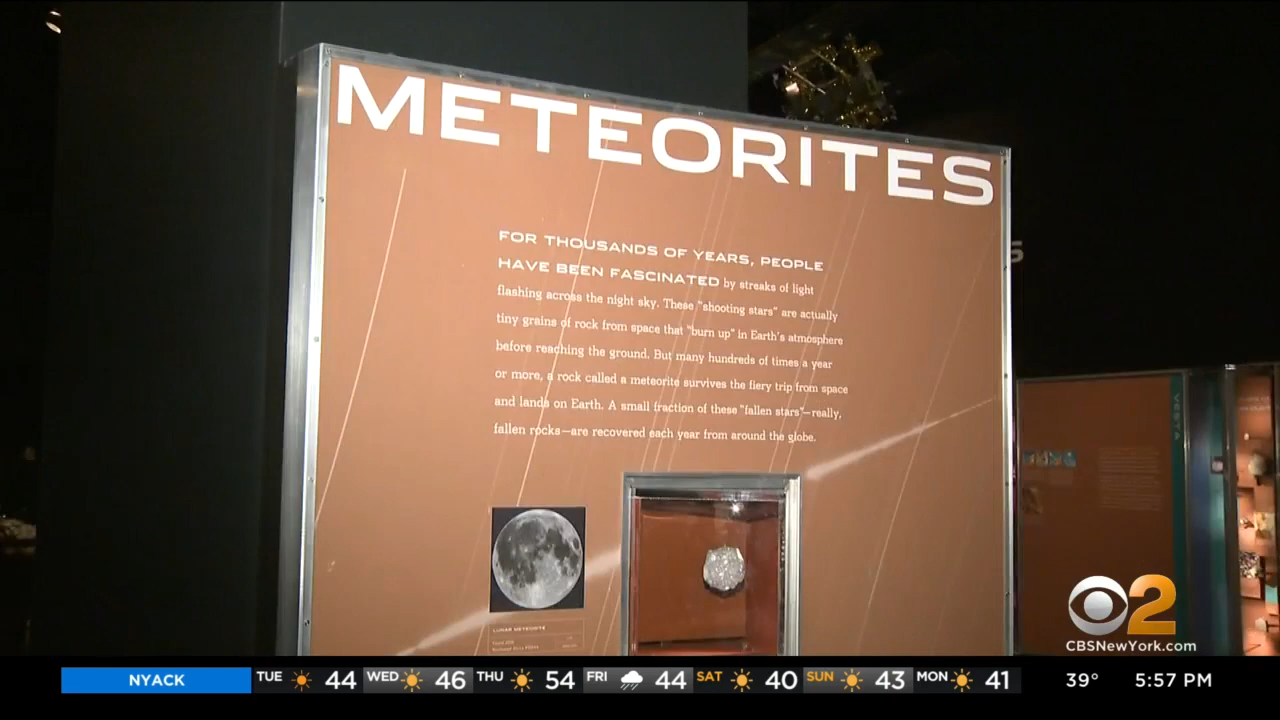 METEORITES
FOR THOUSANDS OF YEARS, PEOPLE
HAVE BEEN FASCINATED by streaks of light
flashing across the night sky. These "shooting stars" are actually
tiny grains of rock from space that "burn up" in Earth's atmosphere
before reaching the ground. But many hundreds of times a year
or more, a rock called a meteorite survives the fiery trip from space
and lands on Earth. A small fraction of these "fallen stars"—really,
fallen rocks—are recovered each year from around the globe.
LUNAR METEORITE
VESTA
2
CBSNewYork.com
NYACK TUE 44 WED 46 THU 54 FRI 44 SAT 40 SUN 43 MON 41 39° 5:57 PM